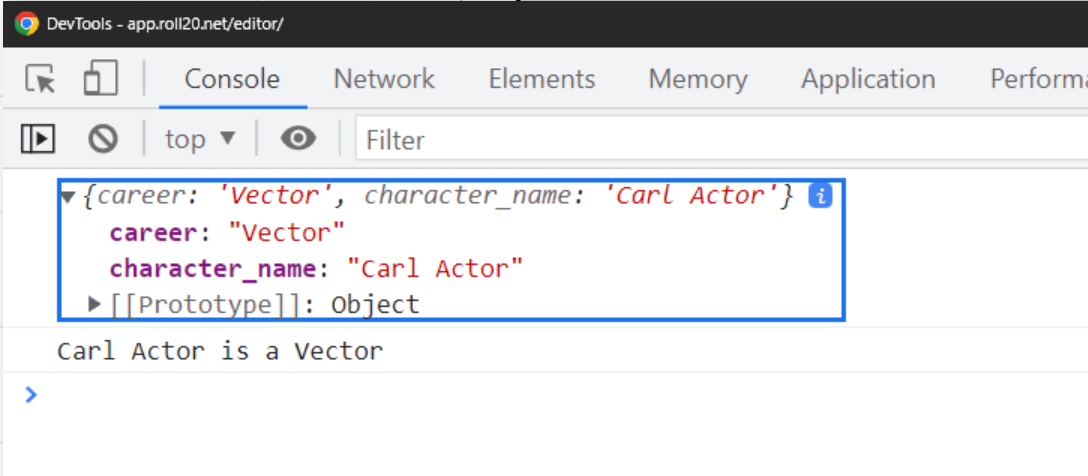 DevTools - app.roll20.net/editor/
Console Network Elements Memory Application Performa
top ▼ Filter
▼{career: 'Vector', character_name: 'Carl Actor'} i
career: "Vector"
character_name: "Carl Actor"
▶[[Prototype]]: Object
Carl Actor is a Vector
>